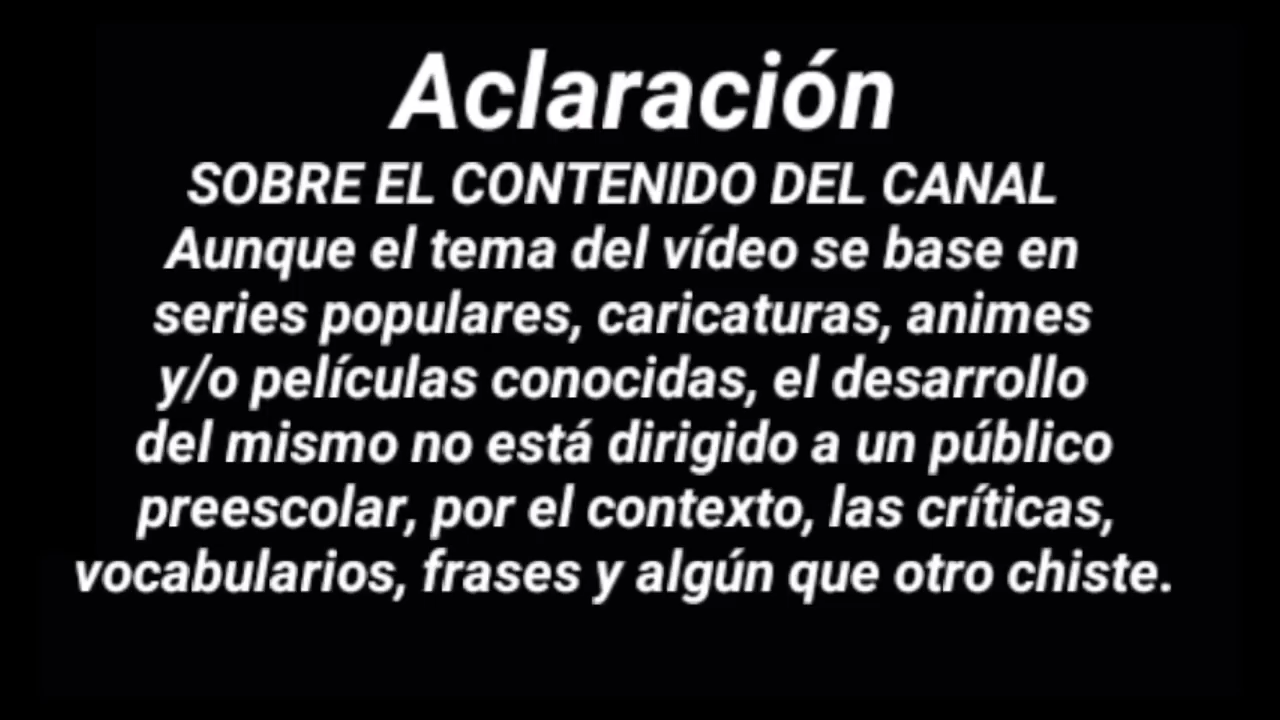 Aclaración
SOBRE EL CONTENIDO DEL CANAL
Aunque el tema del vídeo se base en
series populares, caricaturas, animes
y/o películas conocidas, el desarrollo
del mismo no está dirigido a un público
preescolar, por el contexto, las críticas,
vocabularios, frases y algún que otro chiste.